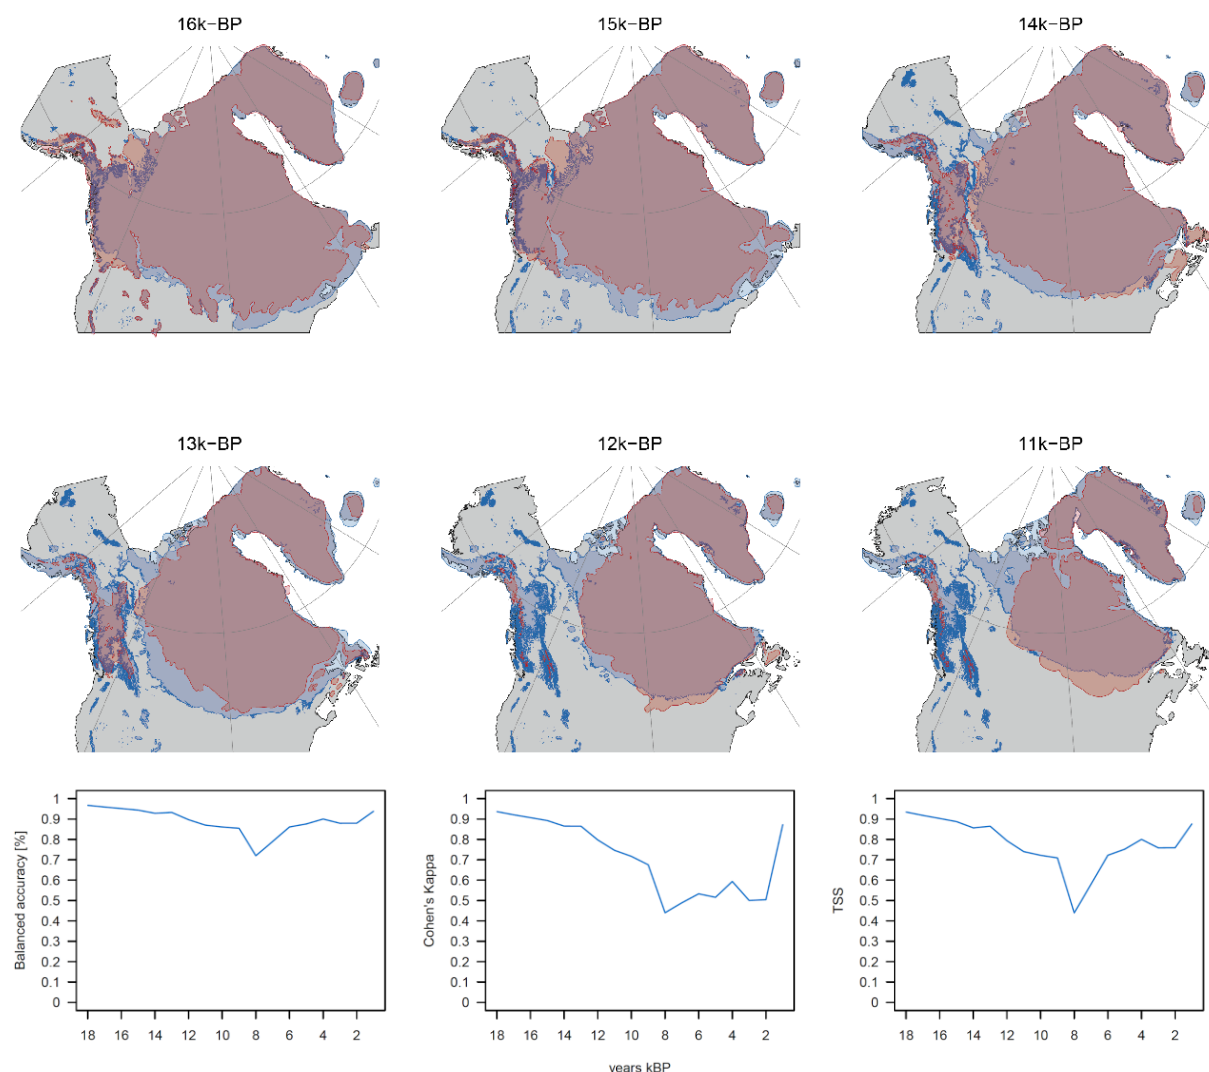 16k−BP
15k−BP
14k−BP
13k−BP
12k−BP
11k−BP
Balanced accuracy [%]
1
0.9
0.8
0.7
0.6
0.5
0.4
0.3
0.2
0.1
0
18 16 14 12 10 8 6 4 2
Cohen's Kappa
1
0.9
0.8
0.7
0.6
0.5
0.4
0.3
0.2
0.1
0
18 16 14 12 10 8 6 4 2
years kBP
TSS
1
0.9
0.8
0.7
0.6
0.5
0.4
0.3
0.2
0.1
0
18 16 14 12 10 8 6 4 2